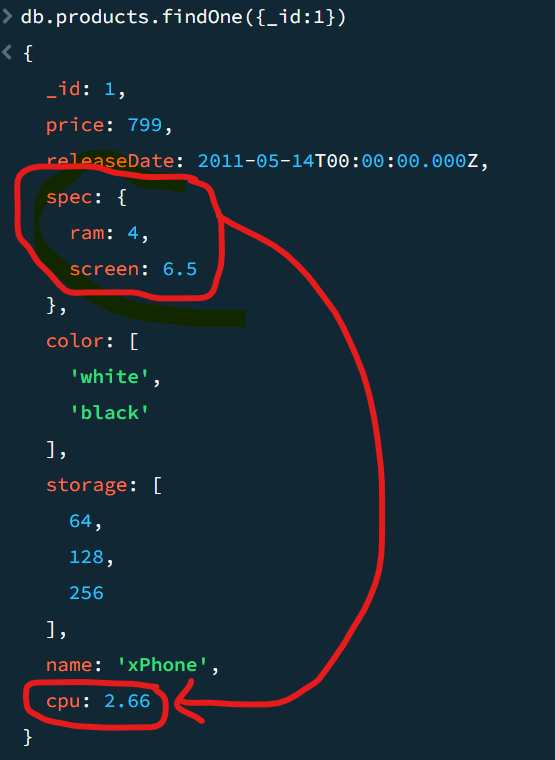 > db.products.findOne({_id:1})
< {
_id: 1,
price: 799,
releaseDate: 2011-05-14T00:00:00.000Z,
spec: {
ram: 4,
screen: 6.5
},
color: [
'white',
'black'
],
storage: [
64,
128,
256
],
name: 'xPhone',
cpu: 2.66
}